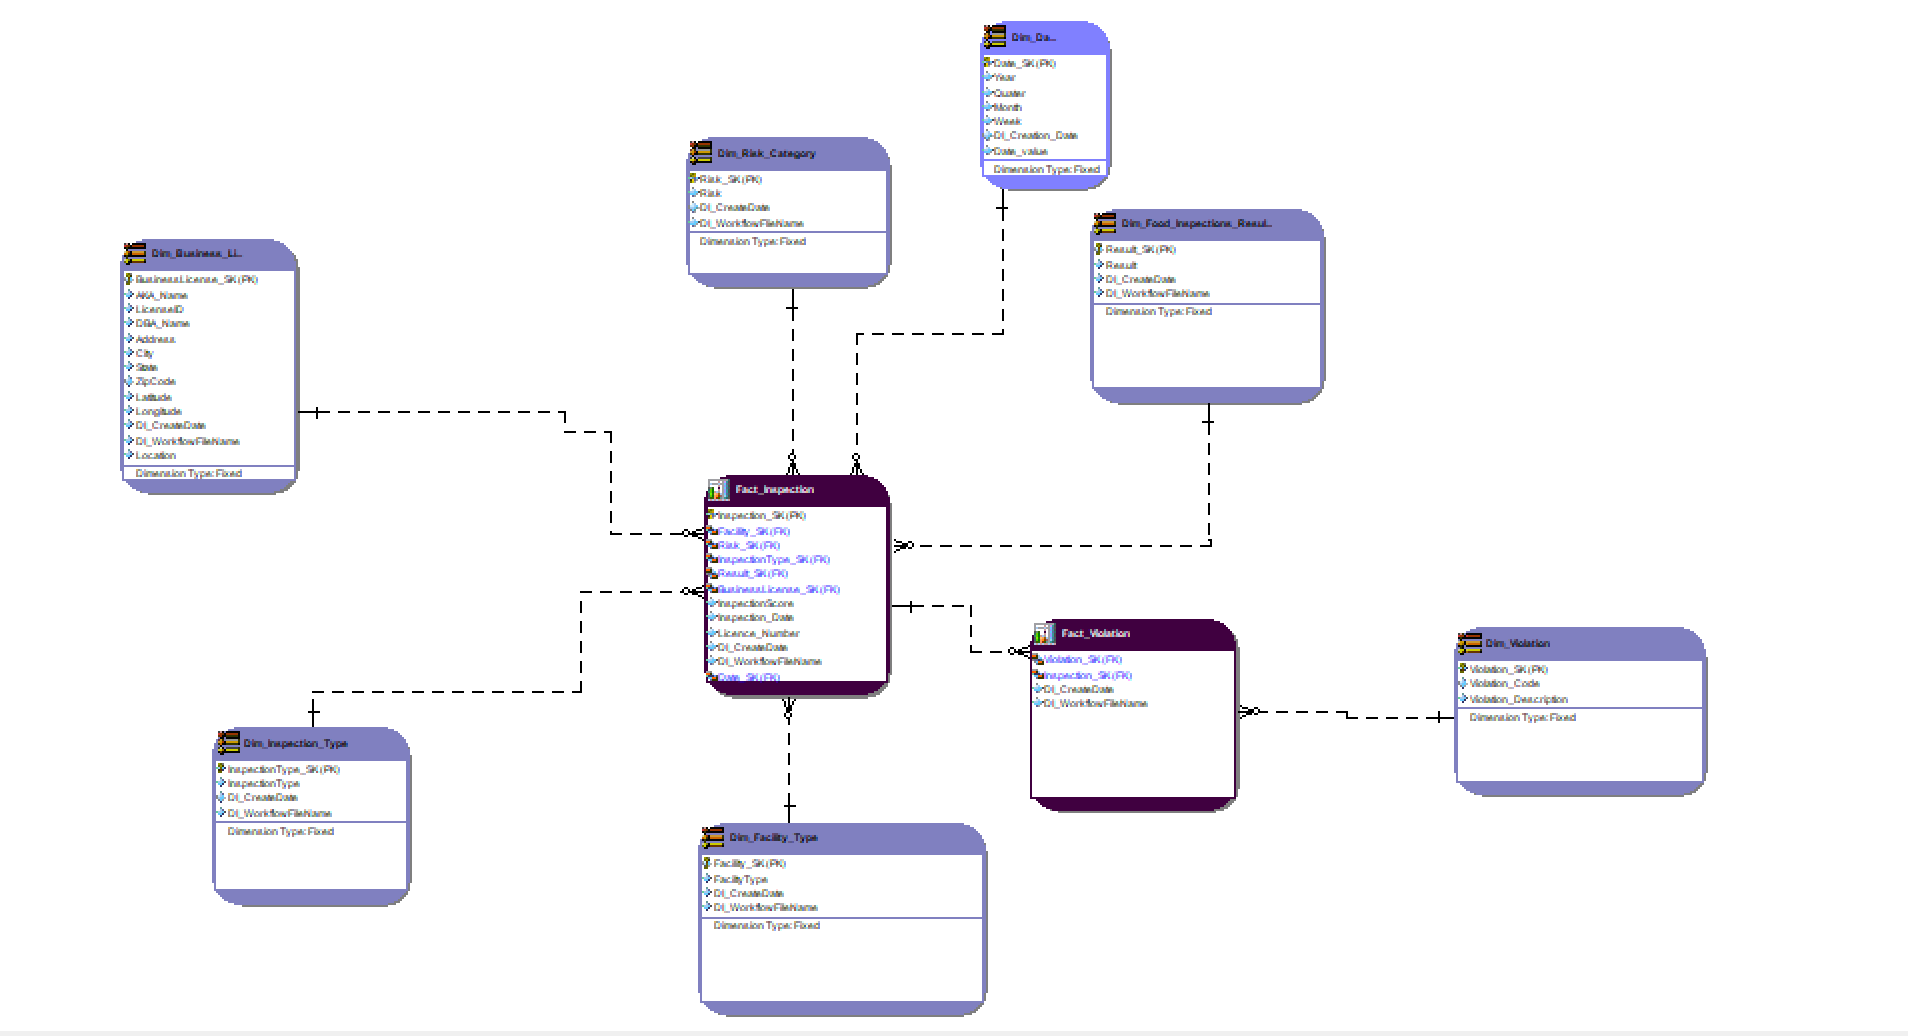 Dim_Da..
Date_SK(PK)
Year
Quater
Month
Week
DI_Creation_Date
Date_value
Dimension Type: Fixed
Dim_Risk_Category
Risk_SK(PK)
Risk
DI_CreateDate
DI_WorkflowFileName
Dimension Type: Fixed
Dim_Food_Inspections_Resul..
Result_SK(PK)
Result
DI_CreateDate
DI_WorkflowFileName
Dimension Type: Fixed
Dim_Business_Li..
BusinessLicense_SK(PK)
AKA_Name
LicenseID
DBA_Name
Address
City
State
ZipCode
Latitude
Longitude
DI_CreateDate
DI_WorkflowFileName
Location
Dimension Type: Fixed
Fact_Inspection
Inspection_SK(PK)
Facility_SK(FK)
Risk_SK(FK)
InspectionType_SK(FK)
Result_SK(FK)
BusinessLicense_SK(FK)
InspectionScore
Inspection_Date
Licence_Number
DI_CreateDate
DI_WorkflowFileName
Date_SK(FK)
Fact_Violation
Violation_SK(FK)
Inspection_SK(FK)
DI_CreateDate
DI_WorkflowFileName
Dim_Violation
Violation_SK(PK)
Violation_Code
Violation_Description
Dimension Type: Fixed
Dim_Inspection_Type
InspectionType_SK(PK)
InspectionType
DI_CreateDate
DI_WorkflowFileName
Dimension Type: Fixed
Dim_Facility_Type
Facility_SK(PK)
FacilityType
DI_CreateDate
DI_WorkflowFileName
Dimension Type: Fixed